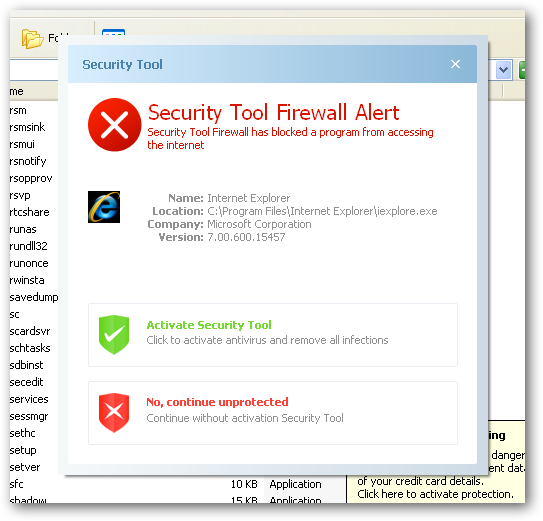 Security Tool
Security Tool Firewall Alert
Security Tool Firewall has blocked a program from accessing
the internet
Name: Internet Explorer
Location: C:\Program Files\Internet Explorer\iexplore.exe
Company: Microsoft Corporation
Version: 7.00.600.15457
Activate Security Tool
Click to activate antivirus and remove all infections
No, continue unprotected
Continue without activation Security Tool
me
rsm
rsmsink
rsmui
rsnotify
rsopprov
rsvp
rtcshare
runas
rundll32
runonce
rwinsta
savedump
sc
scardsvr
schtasks
sdbinst
secedit
services
sessmgr
sethc
setup
setver
sfc 10 KB Application
shadow 15 KB Application
ing
danger
ent data
of your credit card details.
Click here to activate protection.